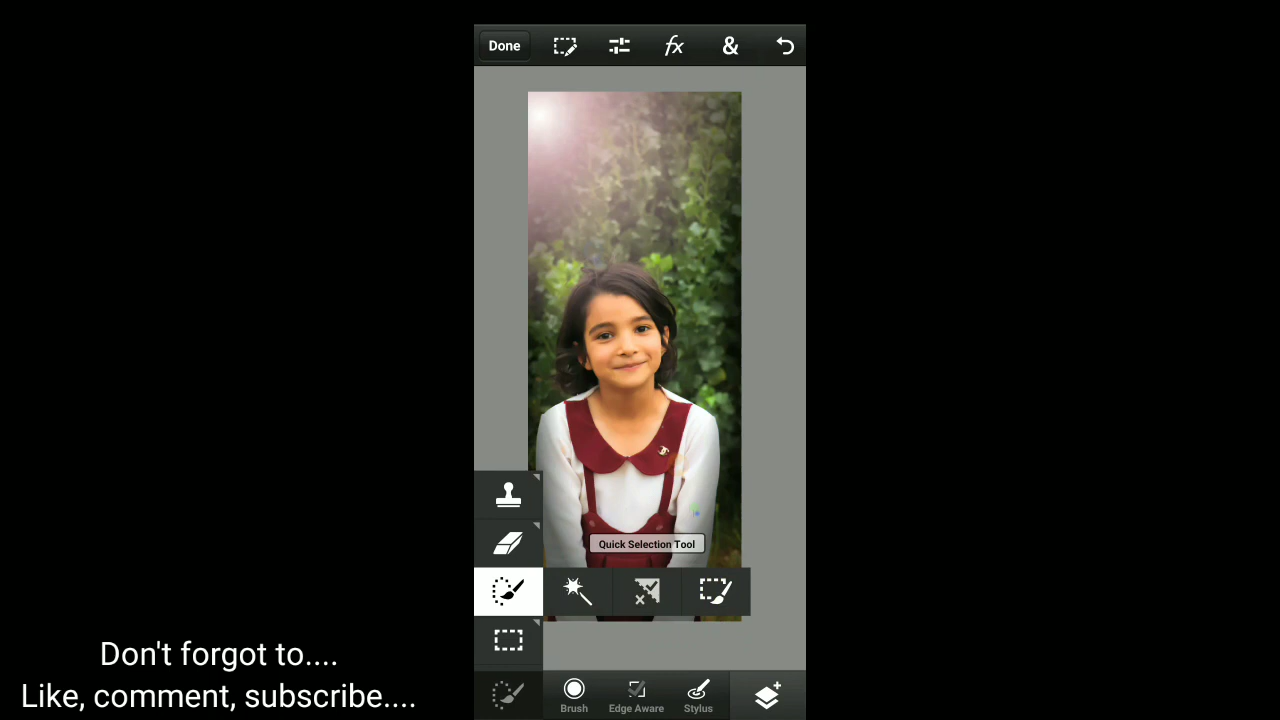 Done
fx
&
Quick Selection Tool
Don't forgot to....
Like, comment, subscribe....
Brush
Edge Aware
Stylus